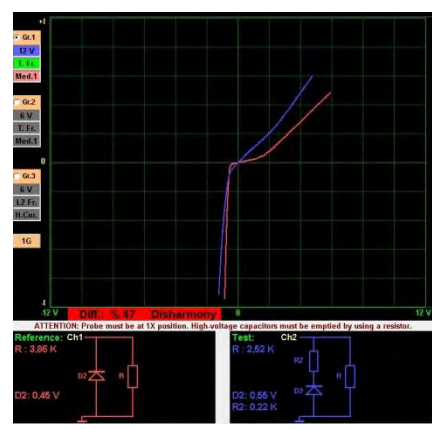 +I
Gr.1
12 V
T. Fr.
Med.1
Gr.2
6 V
T. Fr.
Med.1
0
Gr.3
6 V
L2 Fr.
H.Cur.
1G
-I
12 V
Diff.: % 47 Disharmony
0
12 V
ATTENTION: Probe must be at 1X position. High-voltage capacitors must be emptied by using a resistor.
Reference: Ch1
R : 3,86 K
D2
R
D2: 0,45 V
Test: Ch2
R : 2,52 K
R2
D2
R
D2: 0.55 V
R2: 0,22 K